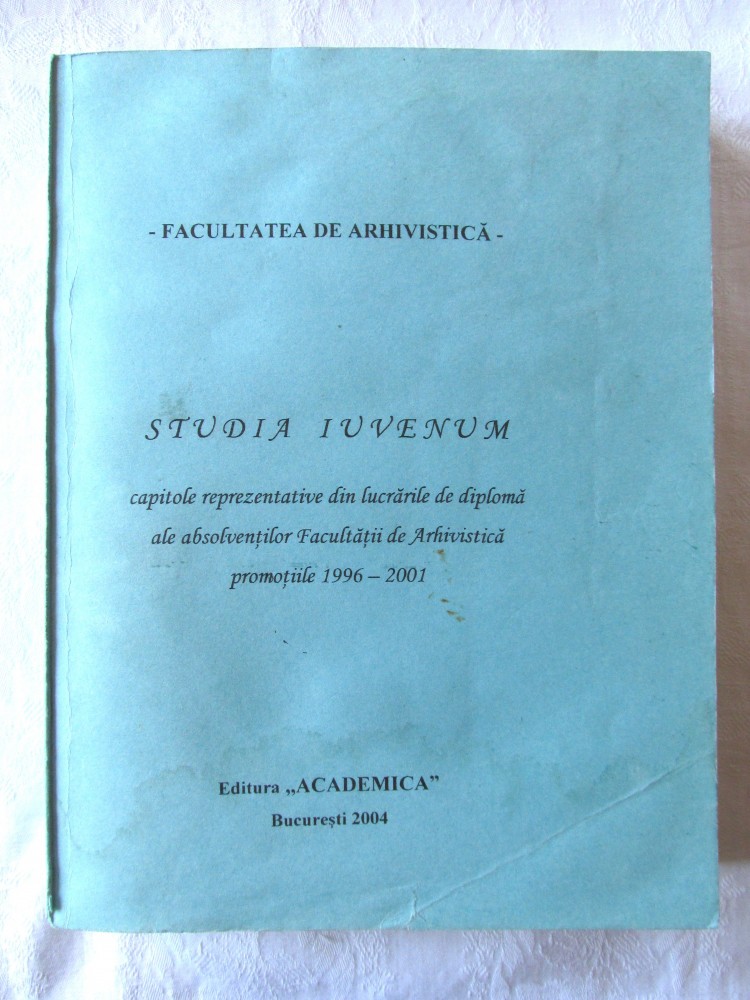 - FACULTATEA DE ARHIVISTICĂ -
STUDIA IUVENUM
capitole reprezentative din lucrările de diplomă
ale absolvenților Facultății de Arhivistică
promoțiile 1996 – 2001
Editura „ACADEMICA”
București 2004